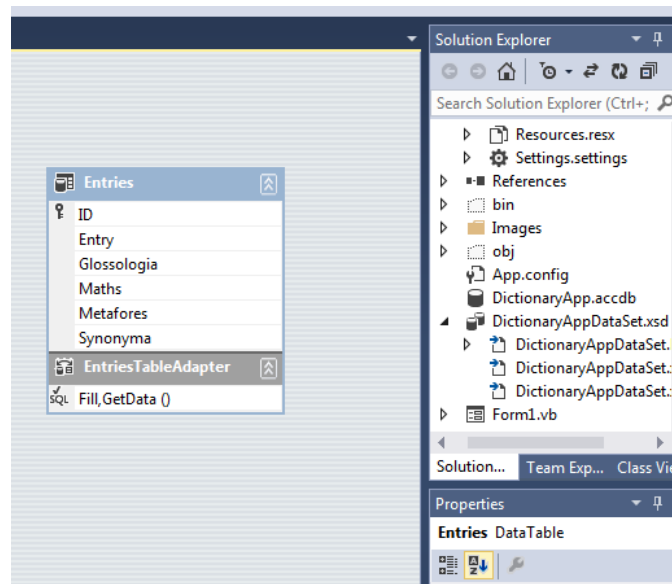 Entries
ID
Entry
Glossologia
Maths
Metafores
Synonyma
EntriesTableAdapter
SQL Fill,GetData ()
Solution Explorer
Search Solution Explorer (Ctrl+;
Resources.resx
Settings.settings
References
bin
Images
obj
App.config
DictionaryApp.accdb
DictionaryAppDataSet.xsd
DictionaryAppDataSet.
DictionaryAppDataSet.
DictionaryAppDataSet.
Form1.vb
Solution... Team Exp... Class Vie
Properties
Entries DataTable